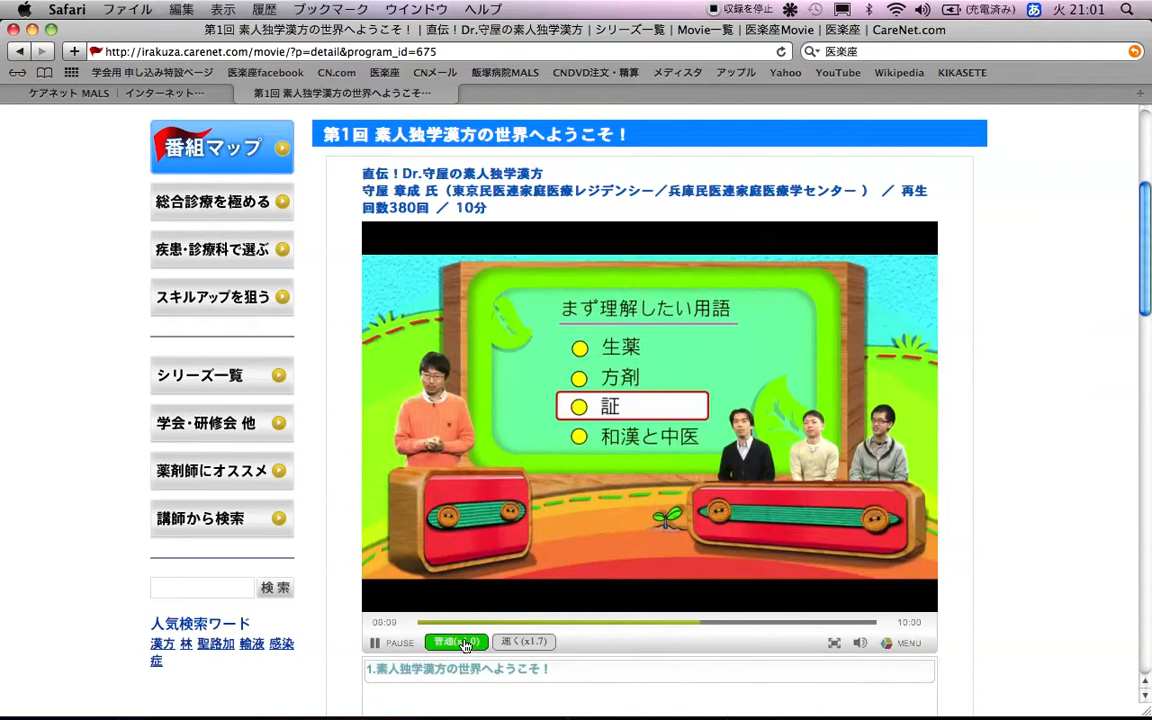 Safari ファイル 編集 表示 履歴 ブックマーク ウインドウ ヘルプ 収録を停止 (充電済み) あ 火 21:01
第1回 素人独学漢方の世界へようこそ！ | 直伝！Dr.守屋の素人独学漢方 | シリーズ一覧 | Movie一覧 | 医楽座Movie | 医楽座 | CareNet.com
http://irakuza.carenet.com/movie/?p=detail&program_id=675 医楽座
学会用 申し込み特設ページ 医楽座facebook CN.com 医楽座 CNメール 飯塚病院MALS CNDVD注文・精算 メディスタ アップル Yahoo YouTube Wikipedia KIKASETE
ケアネット MALS | インターネット… 第1回 素人独学漢方の世界へようこそ…
番組マップ
総合診療を極める
疾患・診療科で選ぶ
スキルアップを狙う
シリーズ一覧
学会・研修会 他
薬剤師にオススメ
講師から検索
検索
人気検索ワード
漢方 林 聖路加 輸液 感染
症
第1回 素人独学漢方の世界へようこそ！
直伝！Dr.守屋の素人独学漢方
守屋 章成 氏（東京民医連家庭医療レジデンシー／兵庫民医連家庭医療学センター ） ／ 再生
回数380回 ／ 10分
まず理解したい用語
生薬
方剤
証
和漢と中医
06:09 10:00
PAUSE 普通(x1.0) 速く(x1.7) MENU
1.素人独学漢方の世界へようこそ！